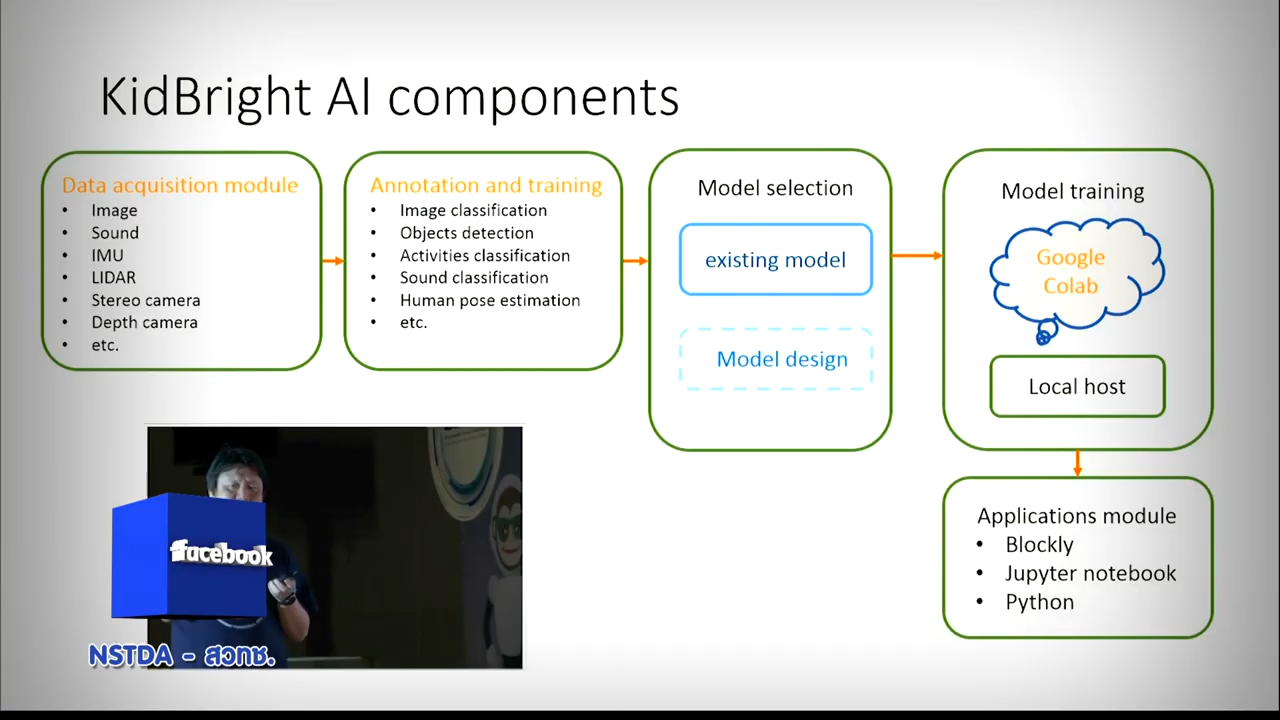 KidBright AI components
Data acquisition module
• Image
• Sound
• IMU
• LIDAR
• Stereo camera
• Depth camera
• etc.
Annotation and training
• Image classification
• Objects detection
• Activities classification
• Sound classification
• Human pose estimation
• etc.
Model selection
existing model
Model design
Model training
Google
Colab
Local host
Applications module
• Blockly
• Jupyter notebook
• Python
facebook
NSTDA - สวทช.